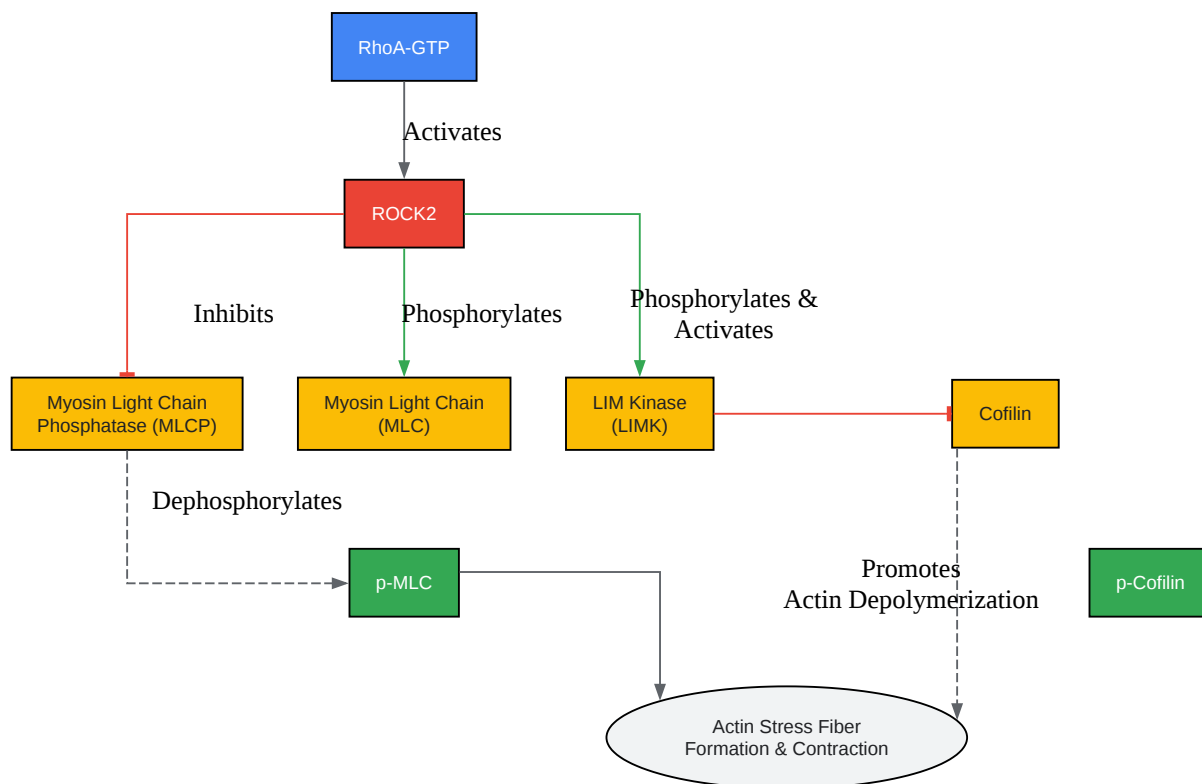 RhoA-GTP
Activates
ROCK2
Inhibits
Phosphorylates
Phosphorylates &
Activates
Myosin Light Chain
Phosphatase (MLCP)
Myosin Light Chain
(MLC)
LIM Kinase
(LIMK)
Cofilin
Dephosphorylates
p-MLC
Promotes
Actin Depolymerization
p-Cofilin
Actin Stress Fiber
Formation & Contraction